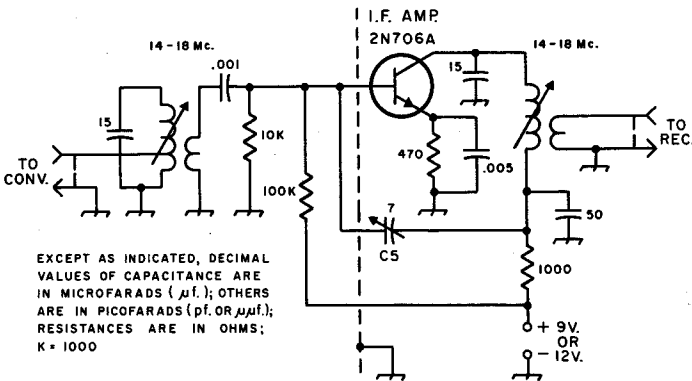 I.F. AMP.
2N706A
14-18 Mc.
14-18 Mc.
.001
15
15
10K
TO
CONV.
100K
470
.005
TO
REC.
7
C5
50
1000
EXCEPT AS INDICATED, DECIMAL
VALUES OF CAPACITANCE ARE
IN MICROFARADS ( µf.); OTHERS
ARE IN PICOFARADS (pf. OR µµf.);
RESISTANCES ARE IN OHMS;
K = 1000
+ 9V.
OR
- 12V.